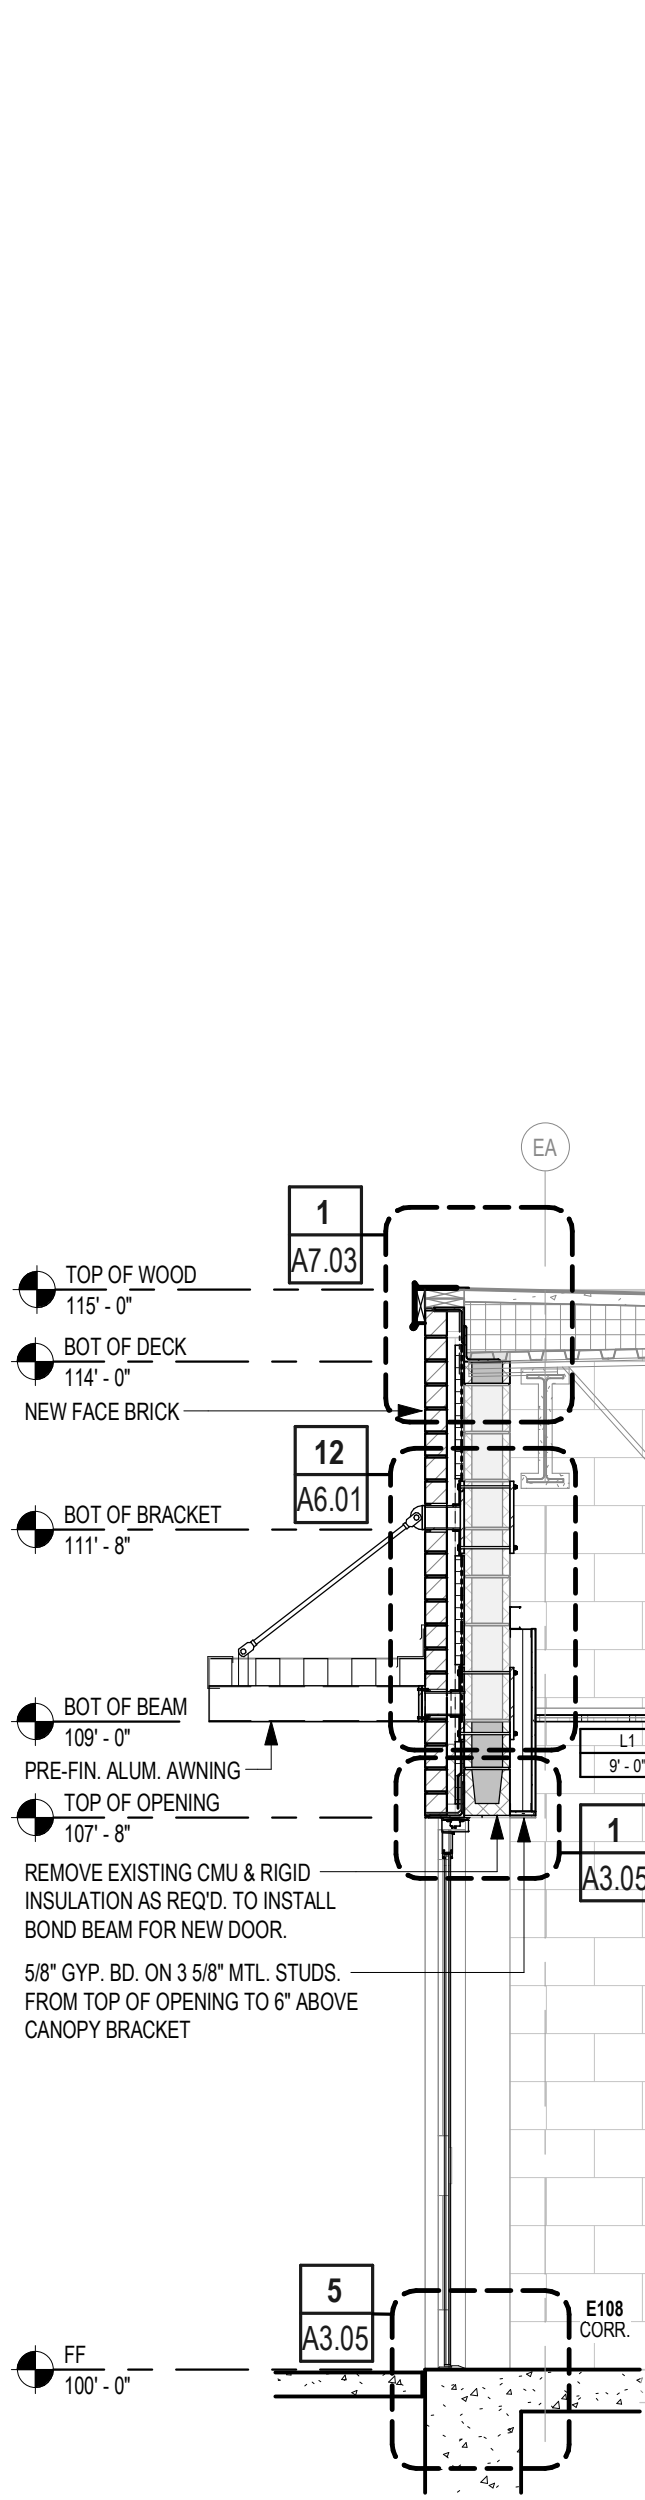 EA
1
A7.03
TOP OF WOOD
115' - 0"
BOT OF DECK
114' - 0"
NEW FACE BRICK
12
A6.01
BOT OF BRACKET
111' - 8"
BOT OF BEAM
109' - 0"
L1
9' - 0"
PRE-FIN. ALUM. AWNING
TOP OF OPENING
107' - 8"
1
A3.05
REMOVE EXISTING CMU & RIGID
INSULATION AS REQ'D. TO INSTALL
BOND BEAM FOR NEW DOOR.
5/8" GYP. BD. ON 3 5/8" MTL. STUDS.
FROM TOP OF OPENING TO 6" ABOVE
CANOPY BRACKET
5
A3.05
E108
CORR.
FF
100' - 0"